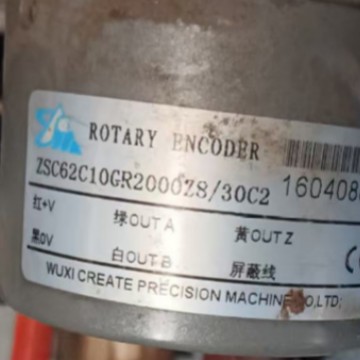 ROTARY ENCODER
ZSC62C10GR2000Z8/30C2
160408
红+V 绿OUT A 黄OUT Z
黑0V 白OUT B 屏蔽线
WUXI CREATE PRECISION MACHINE CO,LTD;